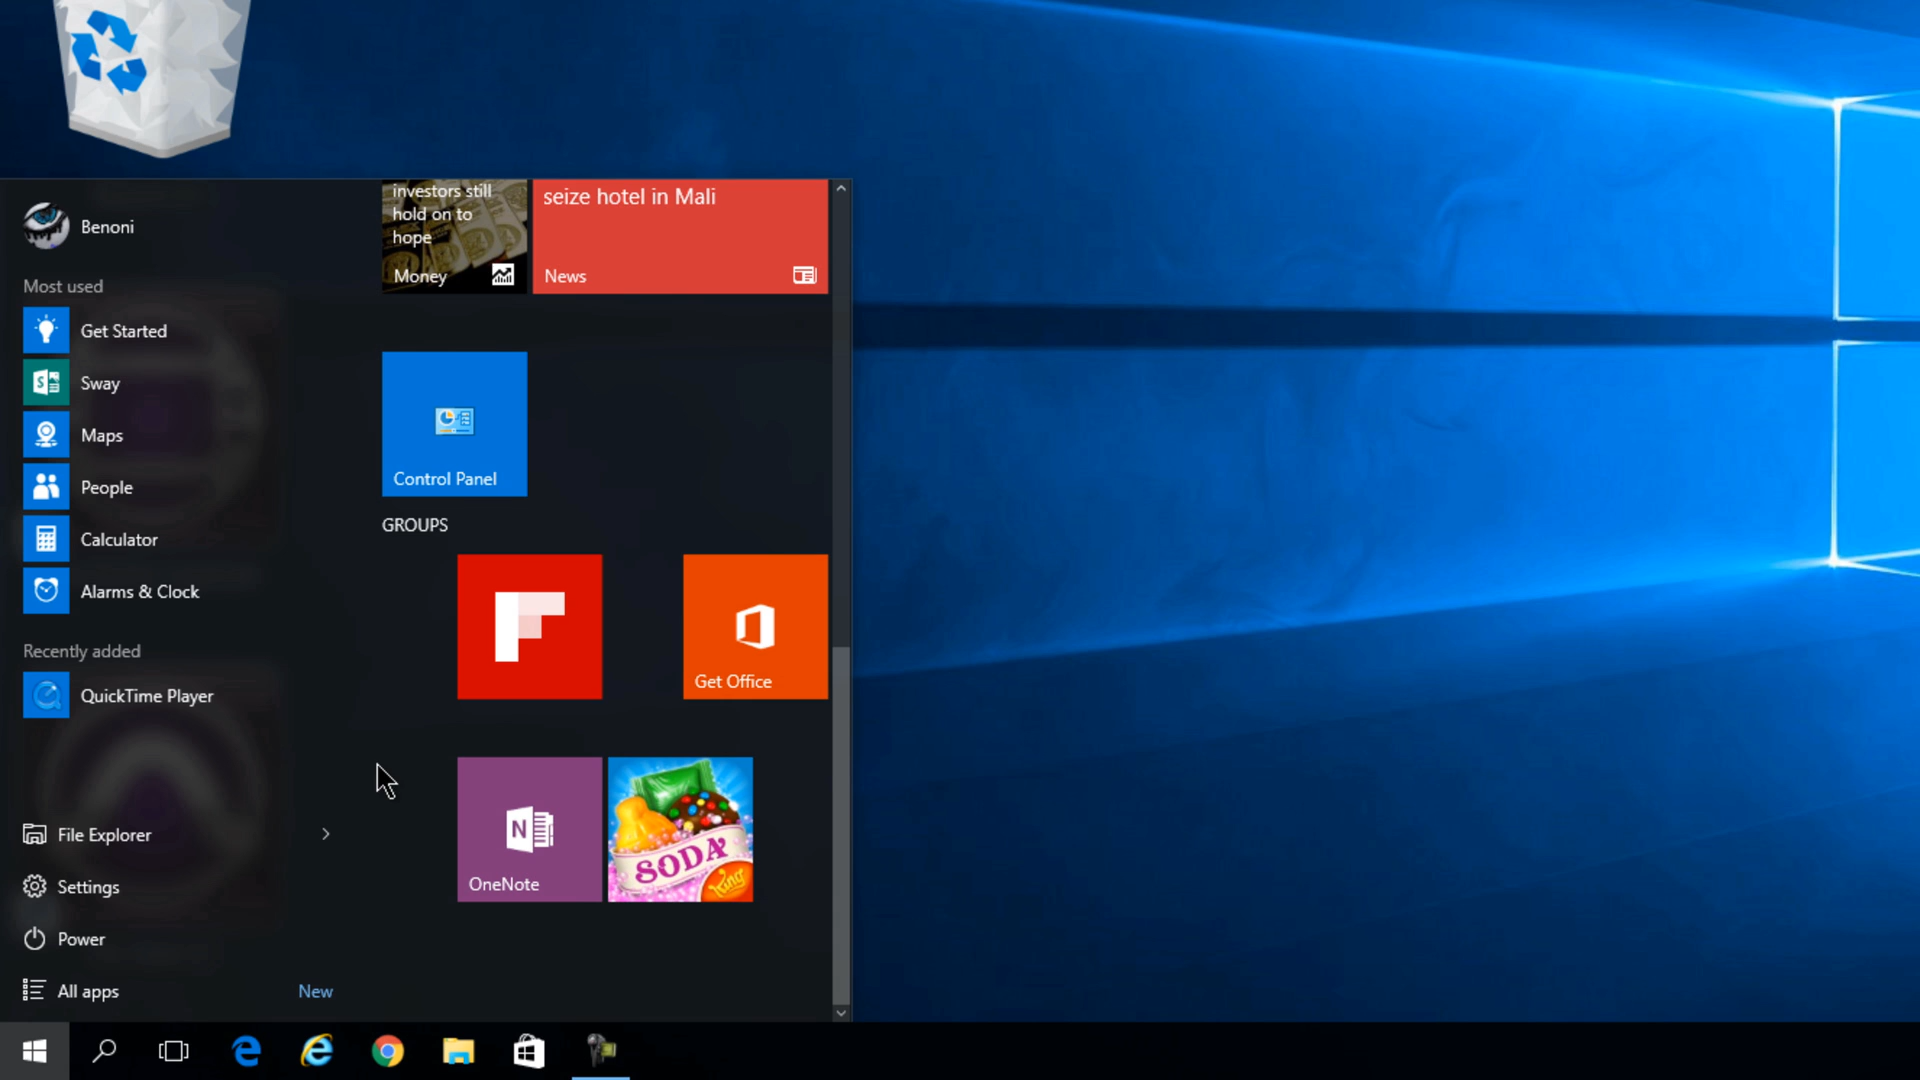 Benoni
Most used
Get Started
Sway
Maps
People
Calculator
Alarms & Clock
Recently added
QuickTime Player
File Explorer
Settings
Power
All apps
New
investors still
hold on to
hope
Money
seize hotel in Mali
News
Control Panel
GROUPS
Get Office
OneNote
SODA
King